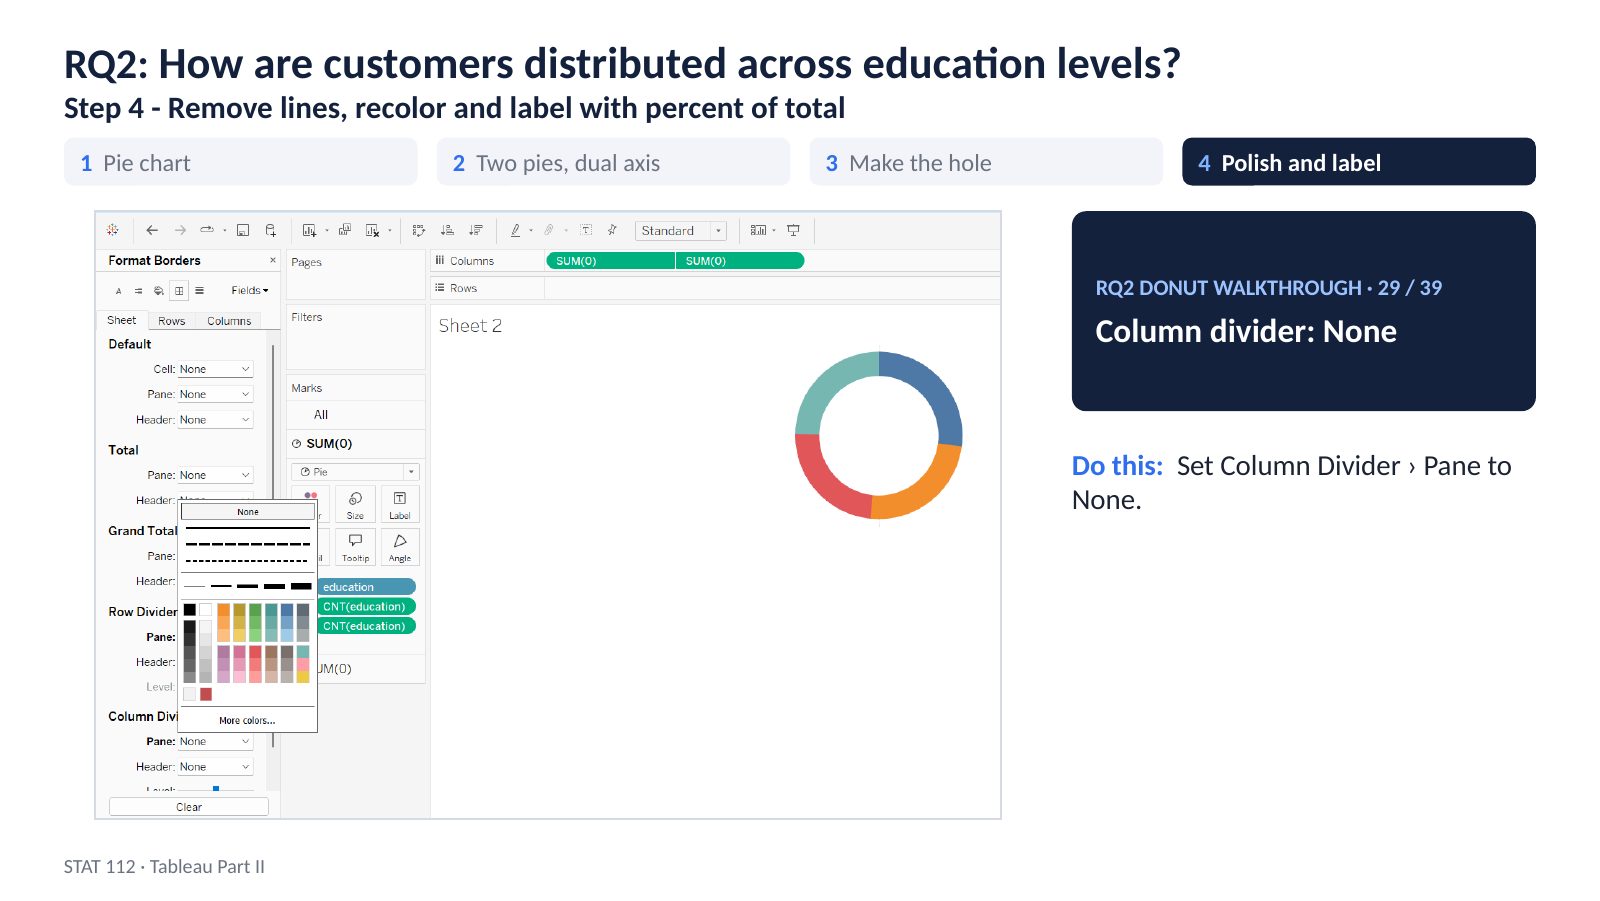 RQ2: How are customers distributed across education levels?
Step 4 - Remove lines, recolor and label with percent of total
1 Pie chart
2 Two pies, dual axis
3 Make the hole
4 Polish and label
Standard
Format Borders ×
Fields
Sheet Rows Columns
Default
Cell: None
Pane: None
Header: None
Total
Pane: None
Header:
Grand Total
Pane:
Header:
Row Divider
Pane:
Header:
Level:
Column Divi
Pane: None
Header: None
Level:
Clear
None
More colors...
Pages
Filters
Marks
All
SUM(0)
Pie
Size
Label
Tooltip
Angle
education
CNT(education)
CNT(education)
UM(0)
Columns
SUM(0) SUM(0)
Rows
Sheet 2
RQ2 DONUT WALKTHROUGH · 29 / 39
Column divider: None
Do this: Set Column Divider › Pane to
None.
STAT 112 · Tableau Part II